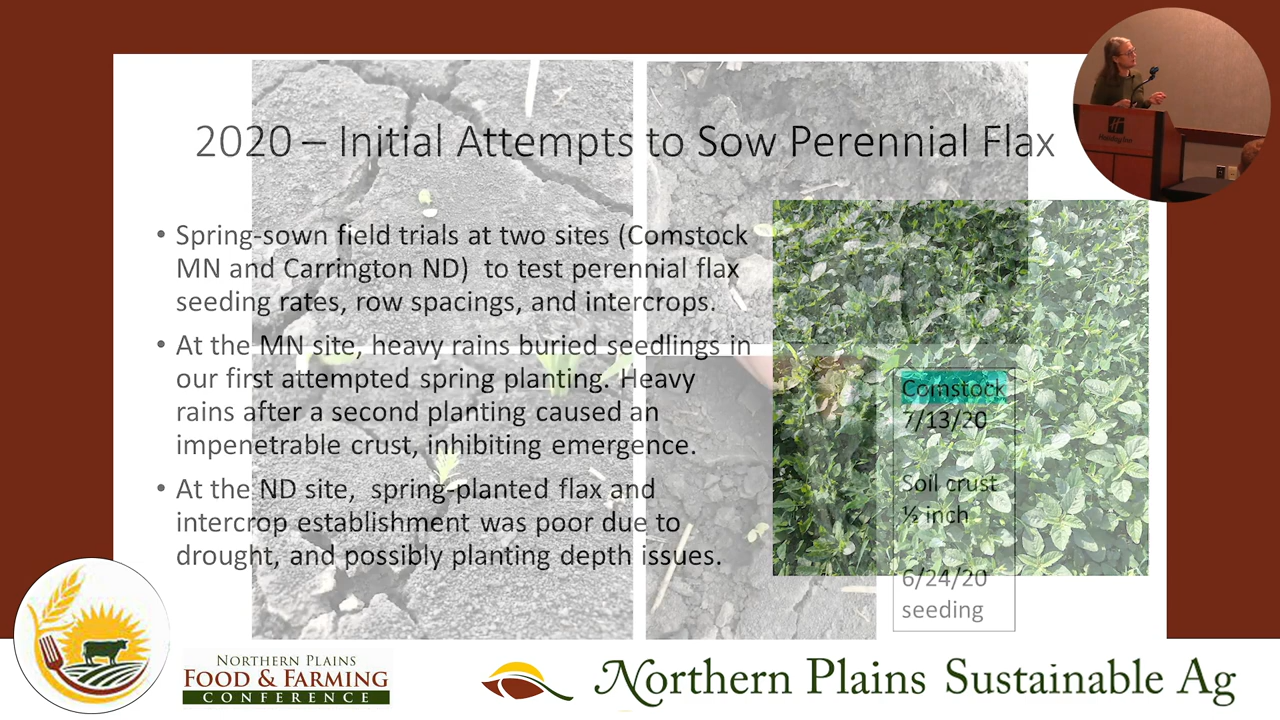 2020 – Initial Attempts to Sow Perennial Flax
• Spring-sown field trials at two sites (Comstock
MN and Carrington ND) to test perennial flax
seeding rates, row spacings, and intercrops.
• At the MN site, heavy rains buried seedlings in
our first attempted spring planting. Heavy
rains after a second planting caused an
impenetrable crust, inhibiting emergence.
• At the ND site, spring-planted flax and
intercrop establishment was poor due to
drought, and possibly planting depth issues.
Comstock
7/13/20
Soil crust
½ inch
6/24/20
seeding
Holiday Inn
NORTHERN PLAINS
FOOD & FARMING
CONFERENCE
Northern Plains Sustainable Ag